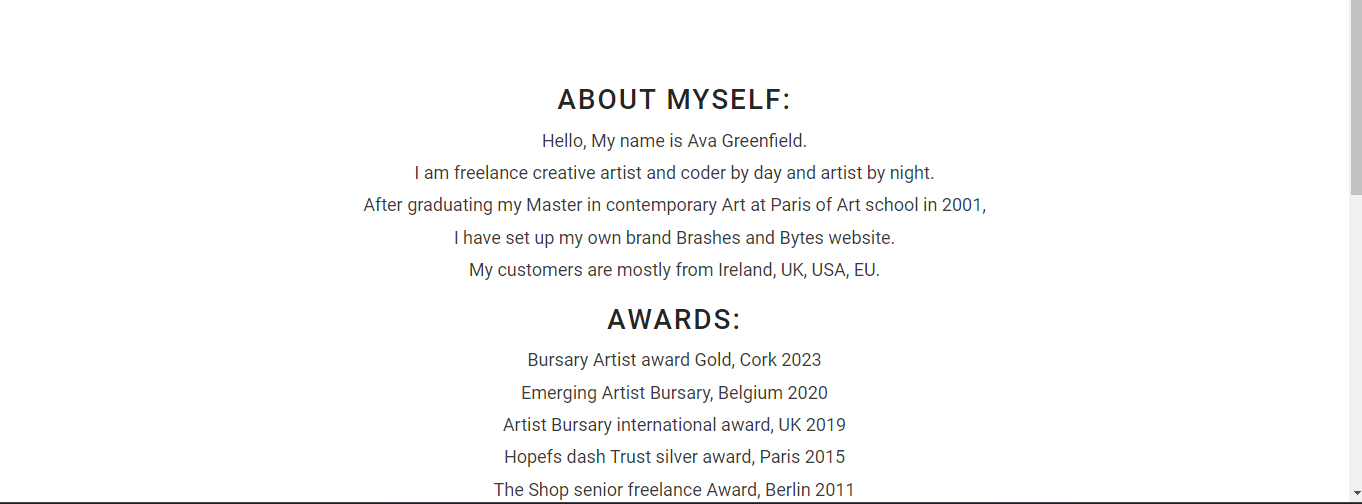 ABOUT MYSELF:
Hello, My name is Ava Greenfield.
I am freelance creative artist and coder by day and artist by night.
After graduating my Master in contemporary Art at Paris of Art school in 2001,
I have set up my own brand Brashes and Bytes website.
My customers are mostly from Ireland, UK, USA, EU.
AWARDS:
Bursary Artist award Gold, Cork 2023
Emerging Artist Bursary, Belgium 2020
Artist Bursary international award, UK 2019
Hopefs dash Trust silver award, Paris 2015
The Shop senior freelance Award, Berlin 2011